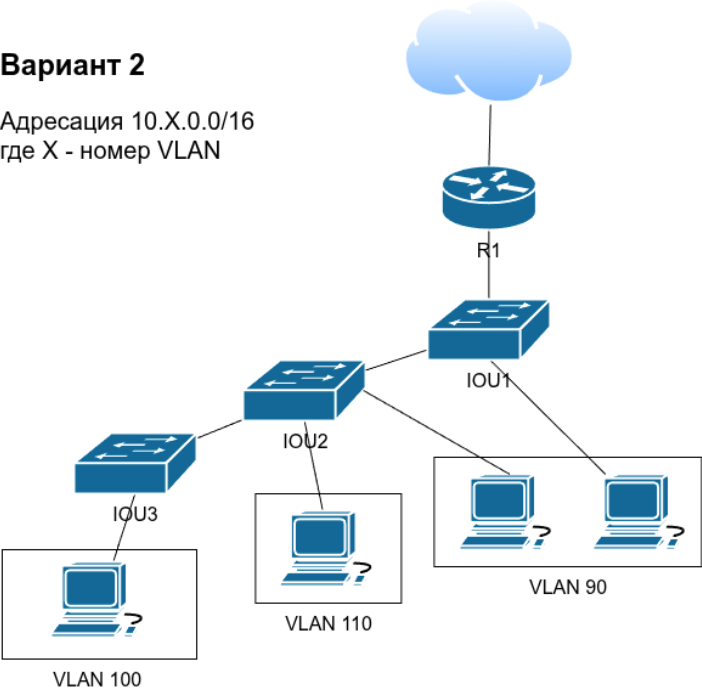 Вариант 2
Адресация 10.X.0.0/16
где X - номер VLAN
R1
IOU1
IOU2
IOU3
VLAN 90
VLAN 110
VLAN 100